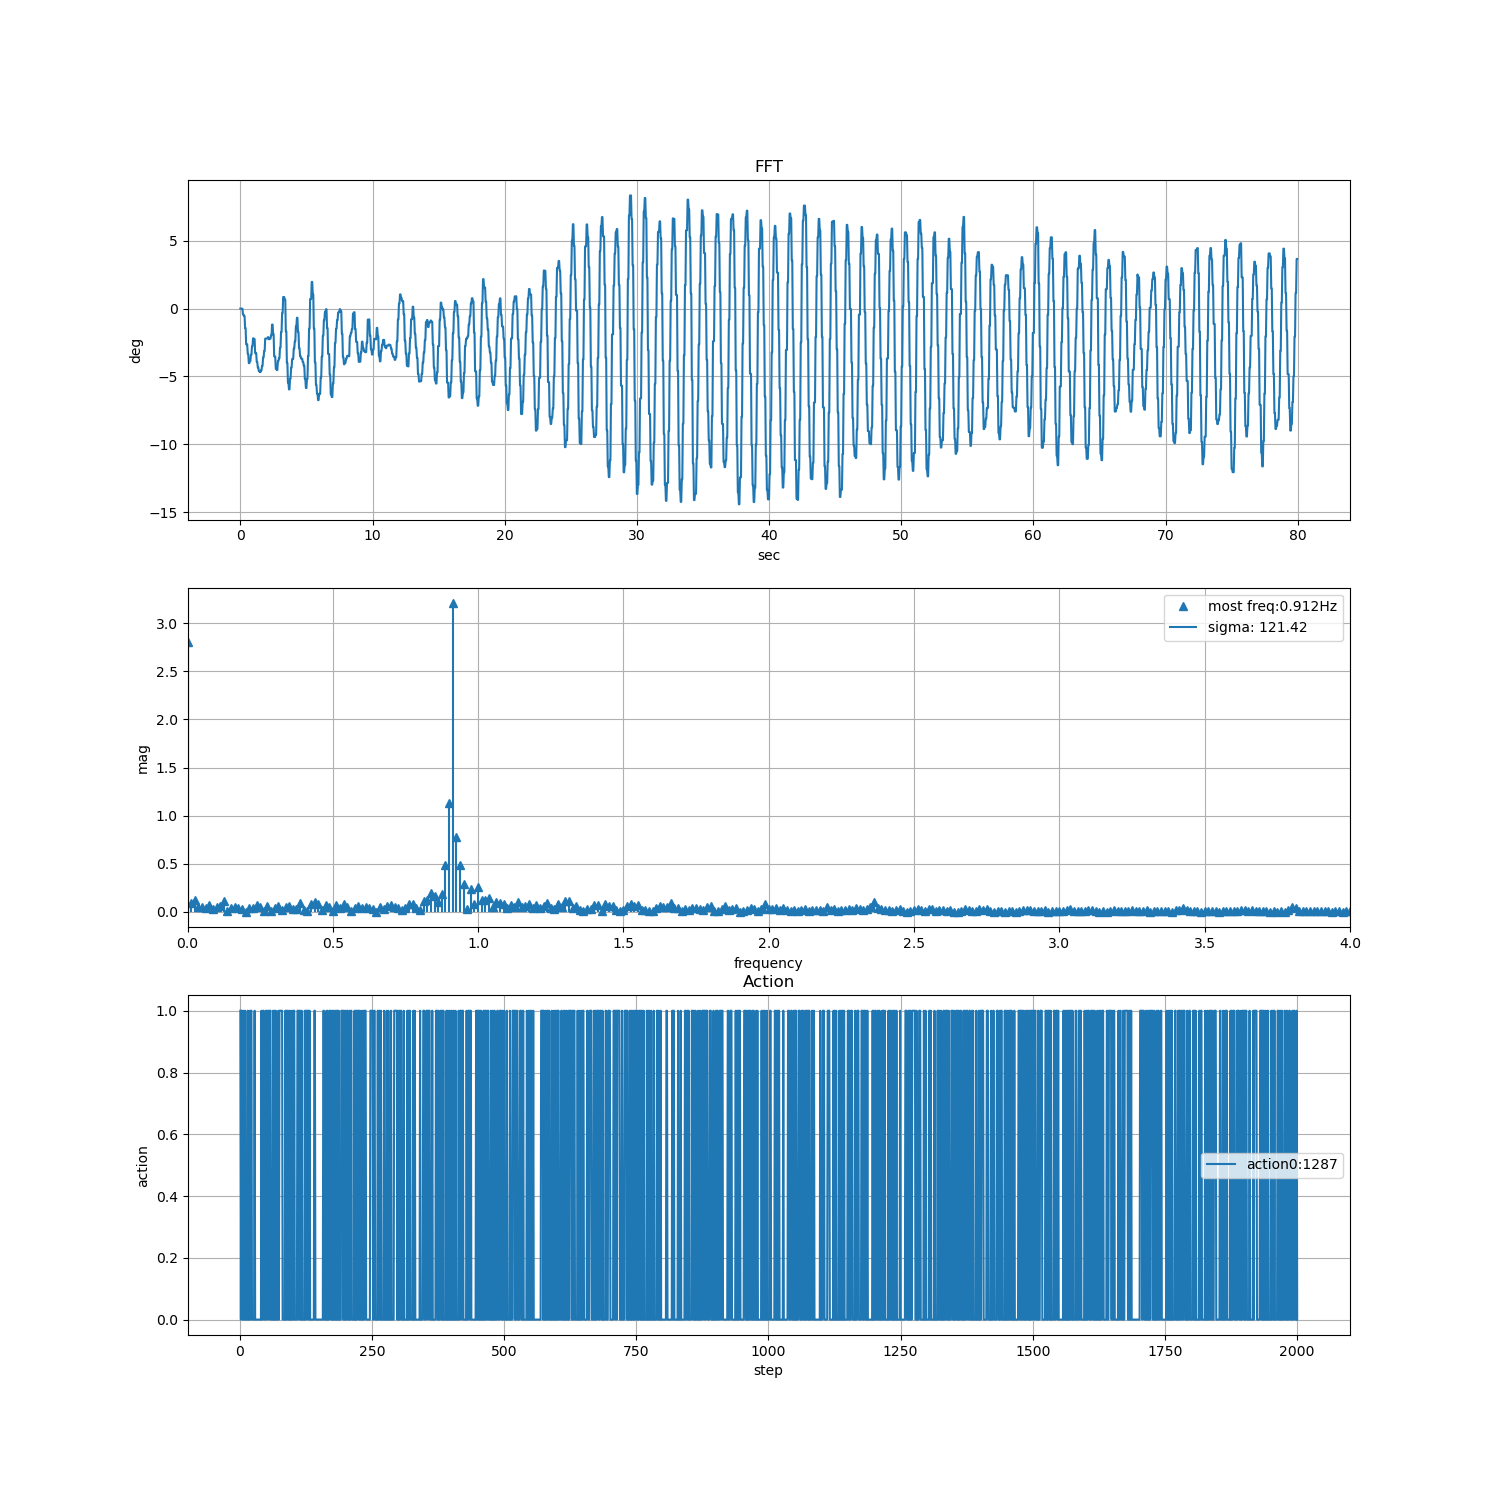 FFT
5
0
−5
−10
−15
deg
0 10 20 30 40 50 60 70 80
sec
most freq:0.912Hz
sigma: 121.42
3.0
2.5
2.0
1.5
1.0
0.5
0.0
mag
0.0 0.5 1.0 1.5 2.0 2.5 3.0 3.5 4.0
frequency
Action
1.0
0.8
0.6
0.4
0.2
0.0
action
action0:1287
0 250 500 750 1000 1250 1500 1750 2000
step